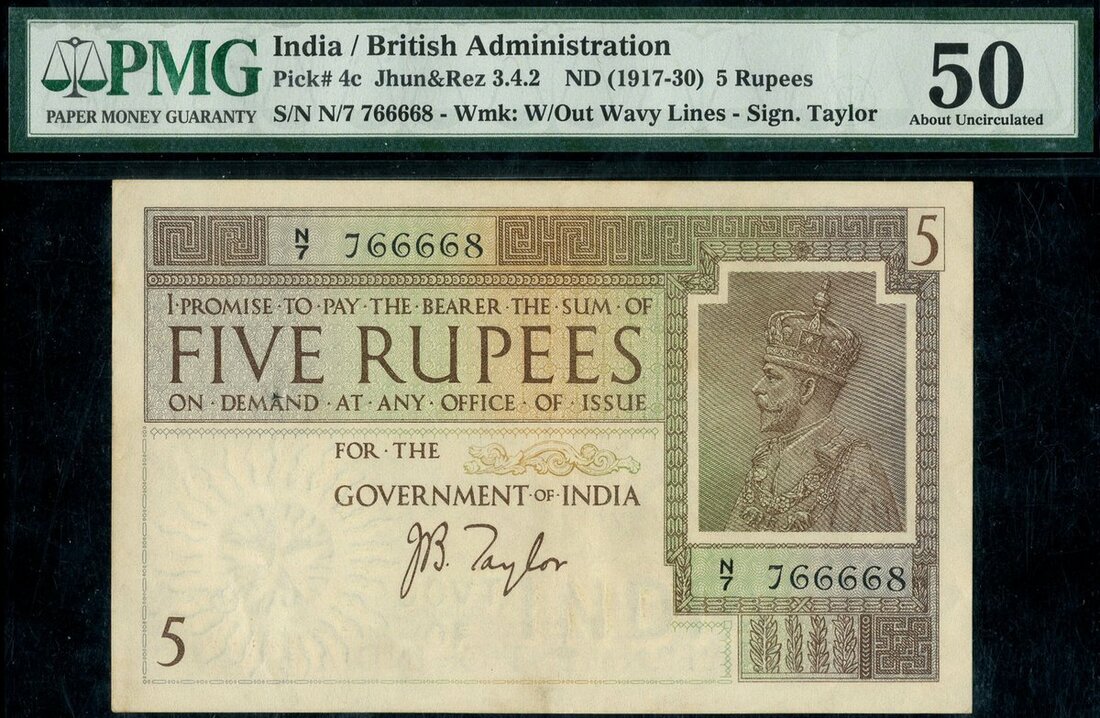 PMG
PAPER MONEY GUARANTY
India / British Administration
Pick# 4c Jhun&Rez 3.4.2 ND (1917-30) 5 Rupees
S/N N/7 766668 - Wmk: W/Out Wavy Lines - Sign. Taylor
50
About Uncirculated
N/7 766668
5
I·PROMISE·TO·PAY·THE·BEARER·THE·SUM·OF
FIVE RUPEES
ON·DEMAND·AT·ANY·OFFICE·OF·ISSUE
FOR·THE
GOVERNMENT·OF·INDIA
JB. Taylor
N/7 766668
5